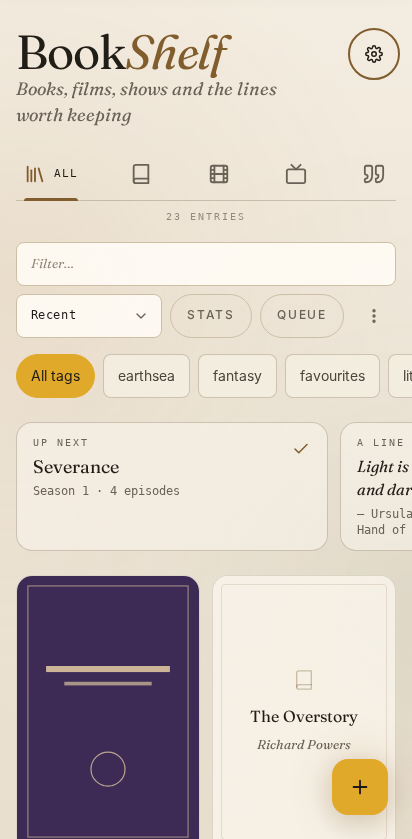 BookShelf
Books, films, shows and the lines
worth keeping
ALL
23 ENTRIES
Filter...
Recent
STATS
QUEUE
All tags
earthsea
fantasy
favourites
UP NEXT
Severance
Season 1 · 4 episodes
A LINE
Light is
and dar
— Ursula
Hand of
The Overstory
Richard Powers